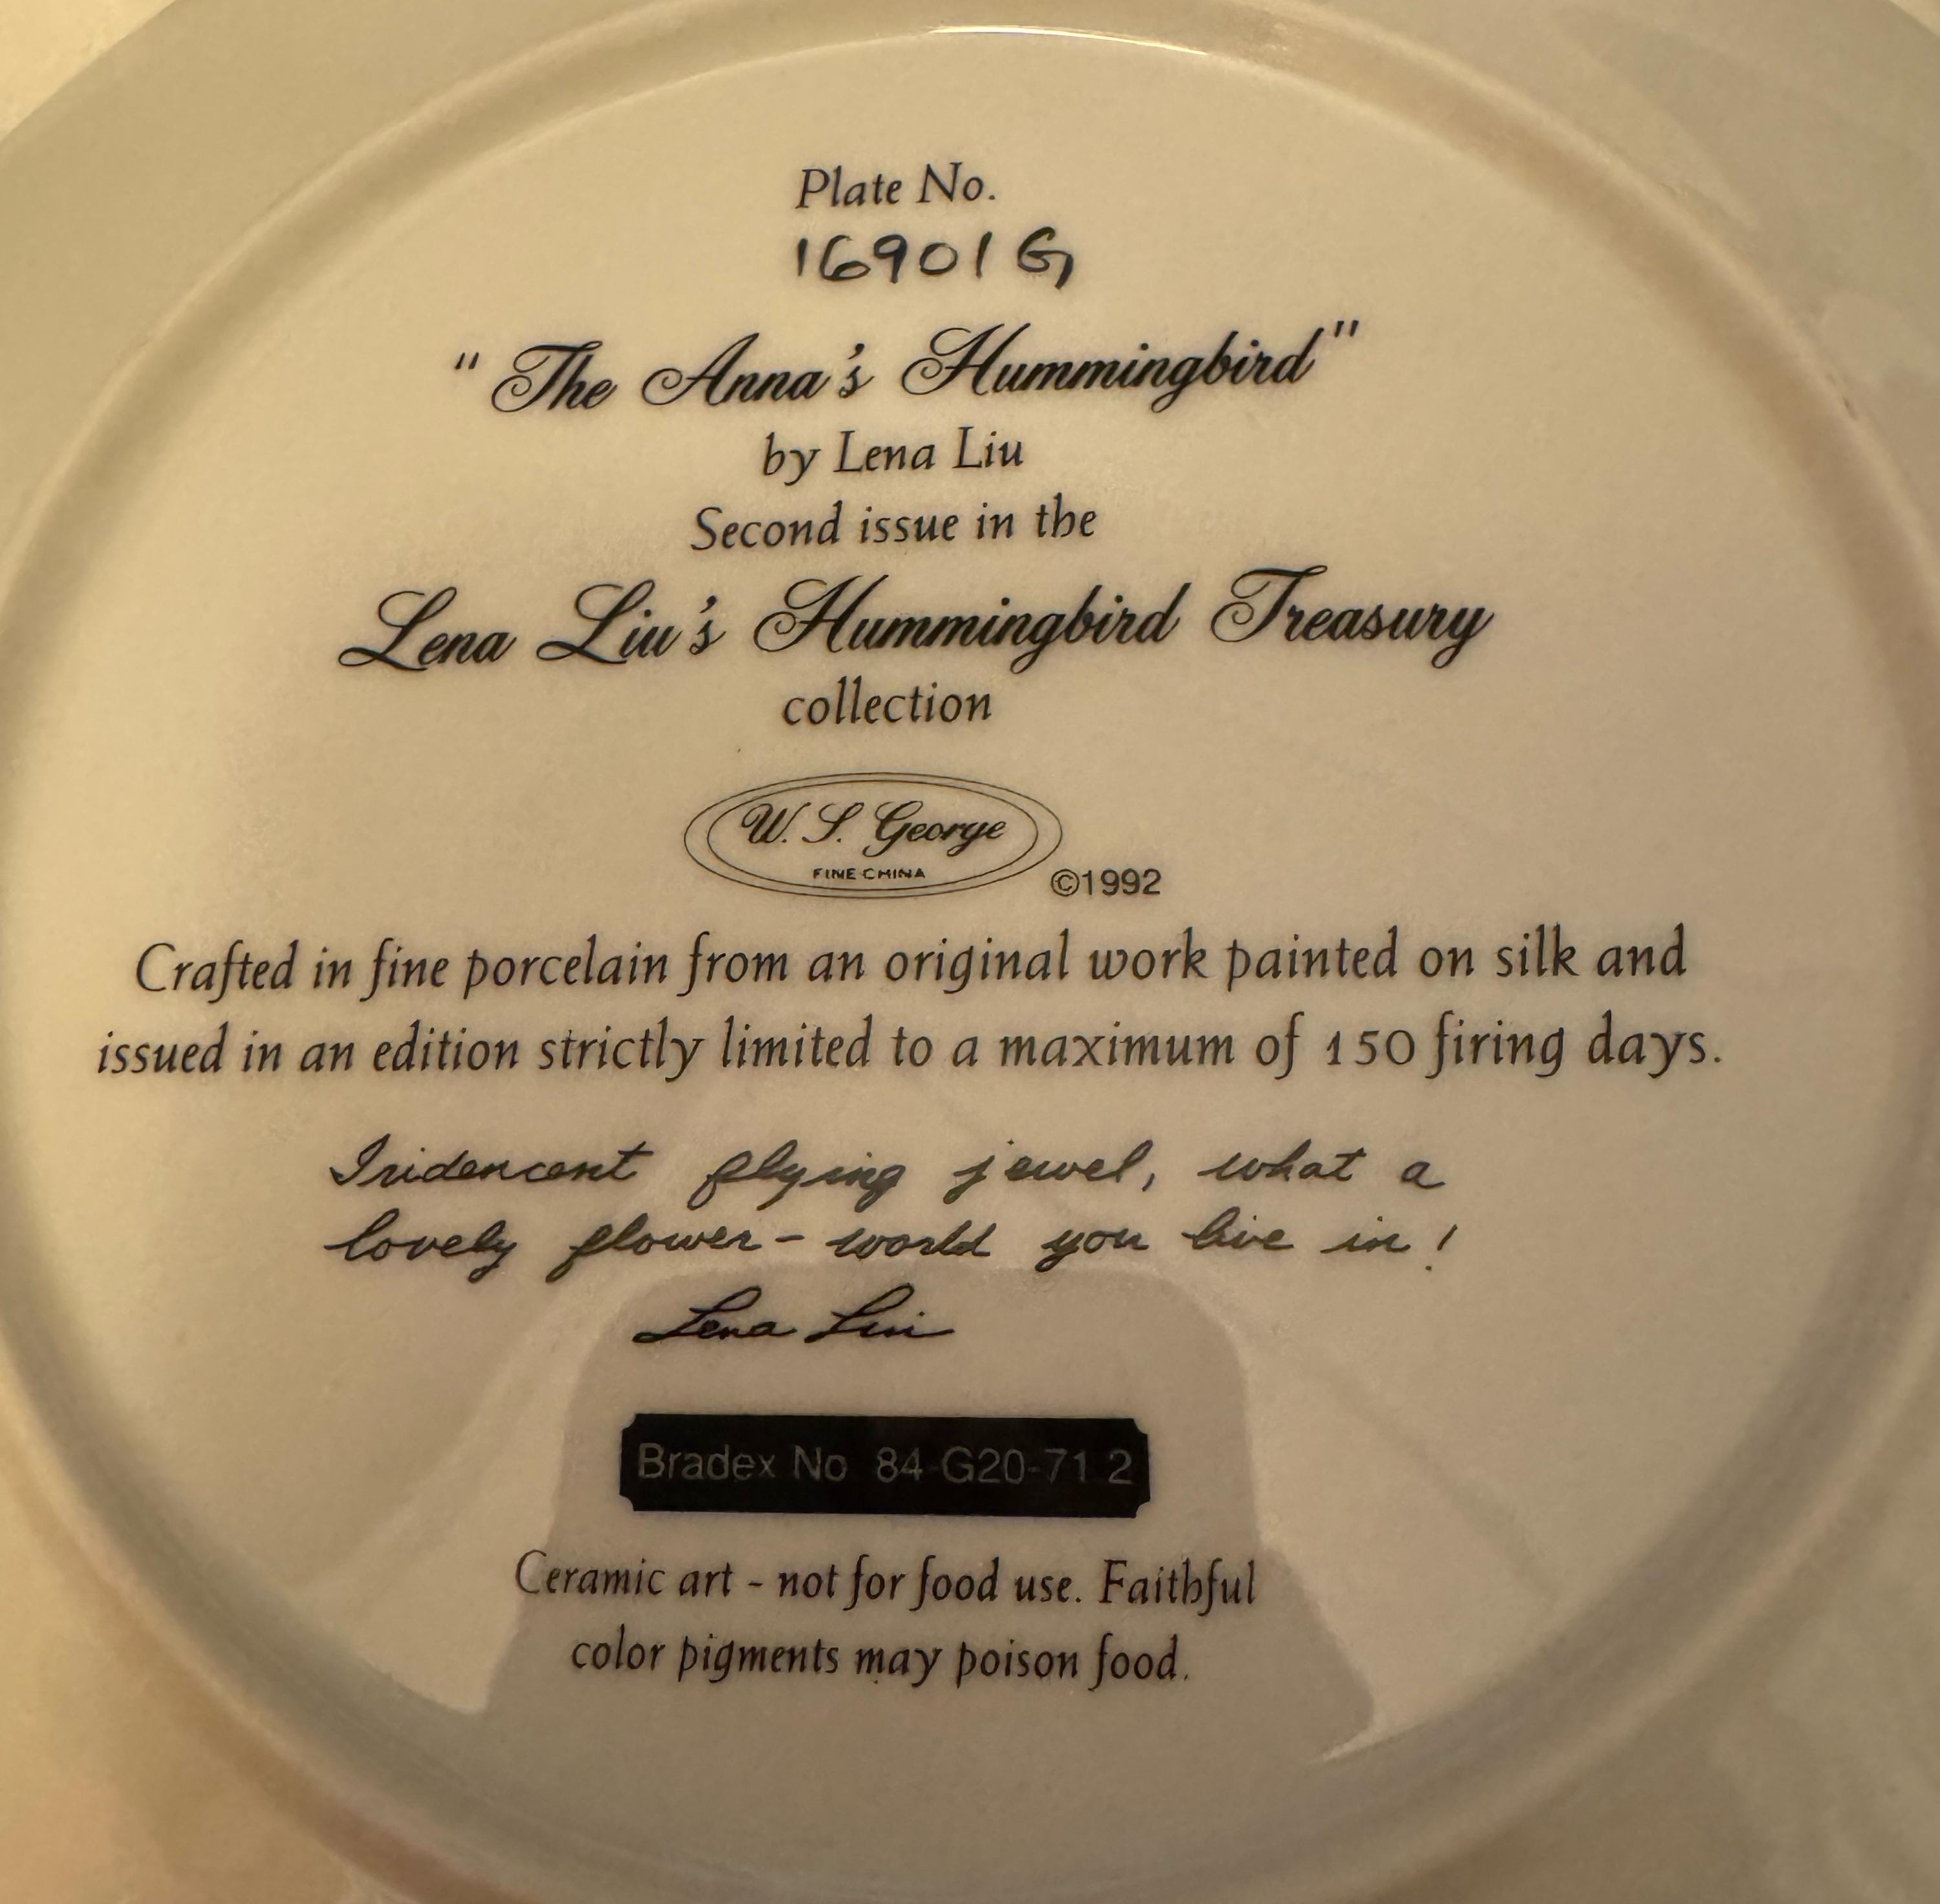 Plate No.
16901G
"The Anna's Hummingbird"
by Lena Liu
Second issue in the
Lena Liu's Hummingbird Treasury
collection
W. S. George
FINE CHINA
©1992
Crafted in fine porcelain from an original work painted on silk and
issued in an edition strictly limited to a maximum of 150 firing days.
Iridencent flying jewel, what a
lovely flower-world you live in!
Lena Liu
Bradex No 84-G20-71 2
Ceramic art - not for food use. Faithful
color pigments may poison food.